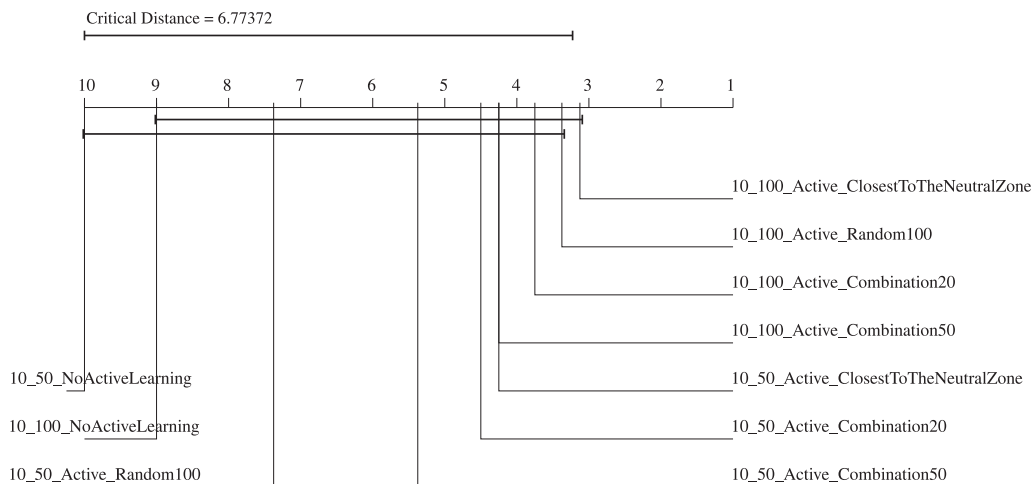 Critical Distance = 6.77372
10 9 8 7 6 5 4 3 2 1
10_100_Active_ClosestToTheNeutralZone
10_100_Active_Random100
10_100_Active_Combination20
10_100_Active_Combination50
10_50_NoActiveLearning 10_50_Active_ClosestToTheNeutralZone
10_100_NoActiveLearning 10_50_Active_Combination20
10_50_Active_Random100 10_50_Active_Combination50